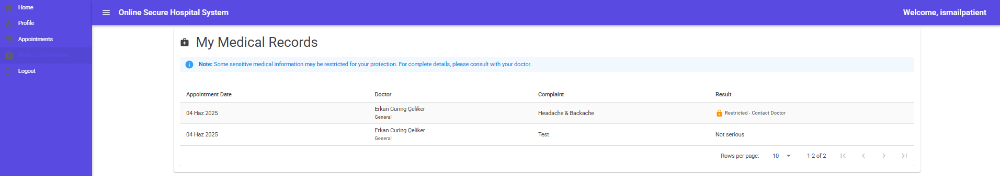 Home
Profile
Appointments
Medical Information
Logout
Online Secure Hospital System
Welcome, ismailpatient
My Medical Records
Note: Some sensitive medical information may be restricted for your protection. For complete details, please consult with your doctor.
Appointment Date Doctor Complaint Result
04 Haz 2025 Erkan Curing Çeliker Headache & Backache Restricted - Contact Doctor
General
04 Haz 2025 Erkan Curing Çeliker Test Not serious
General
Rows per page: 10 1-2 of 2